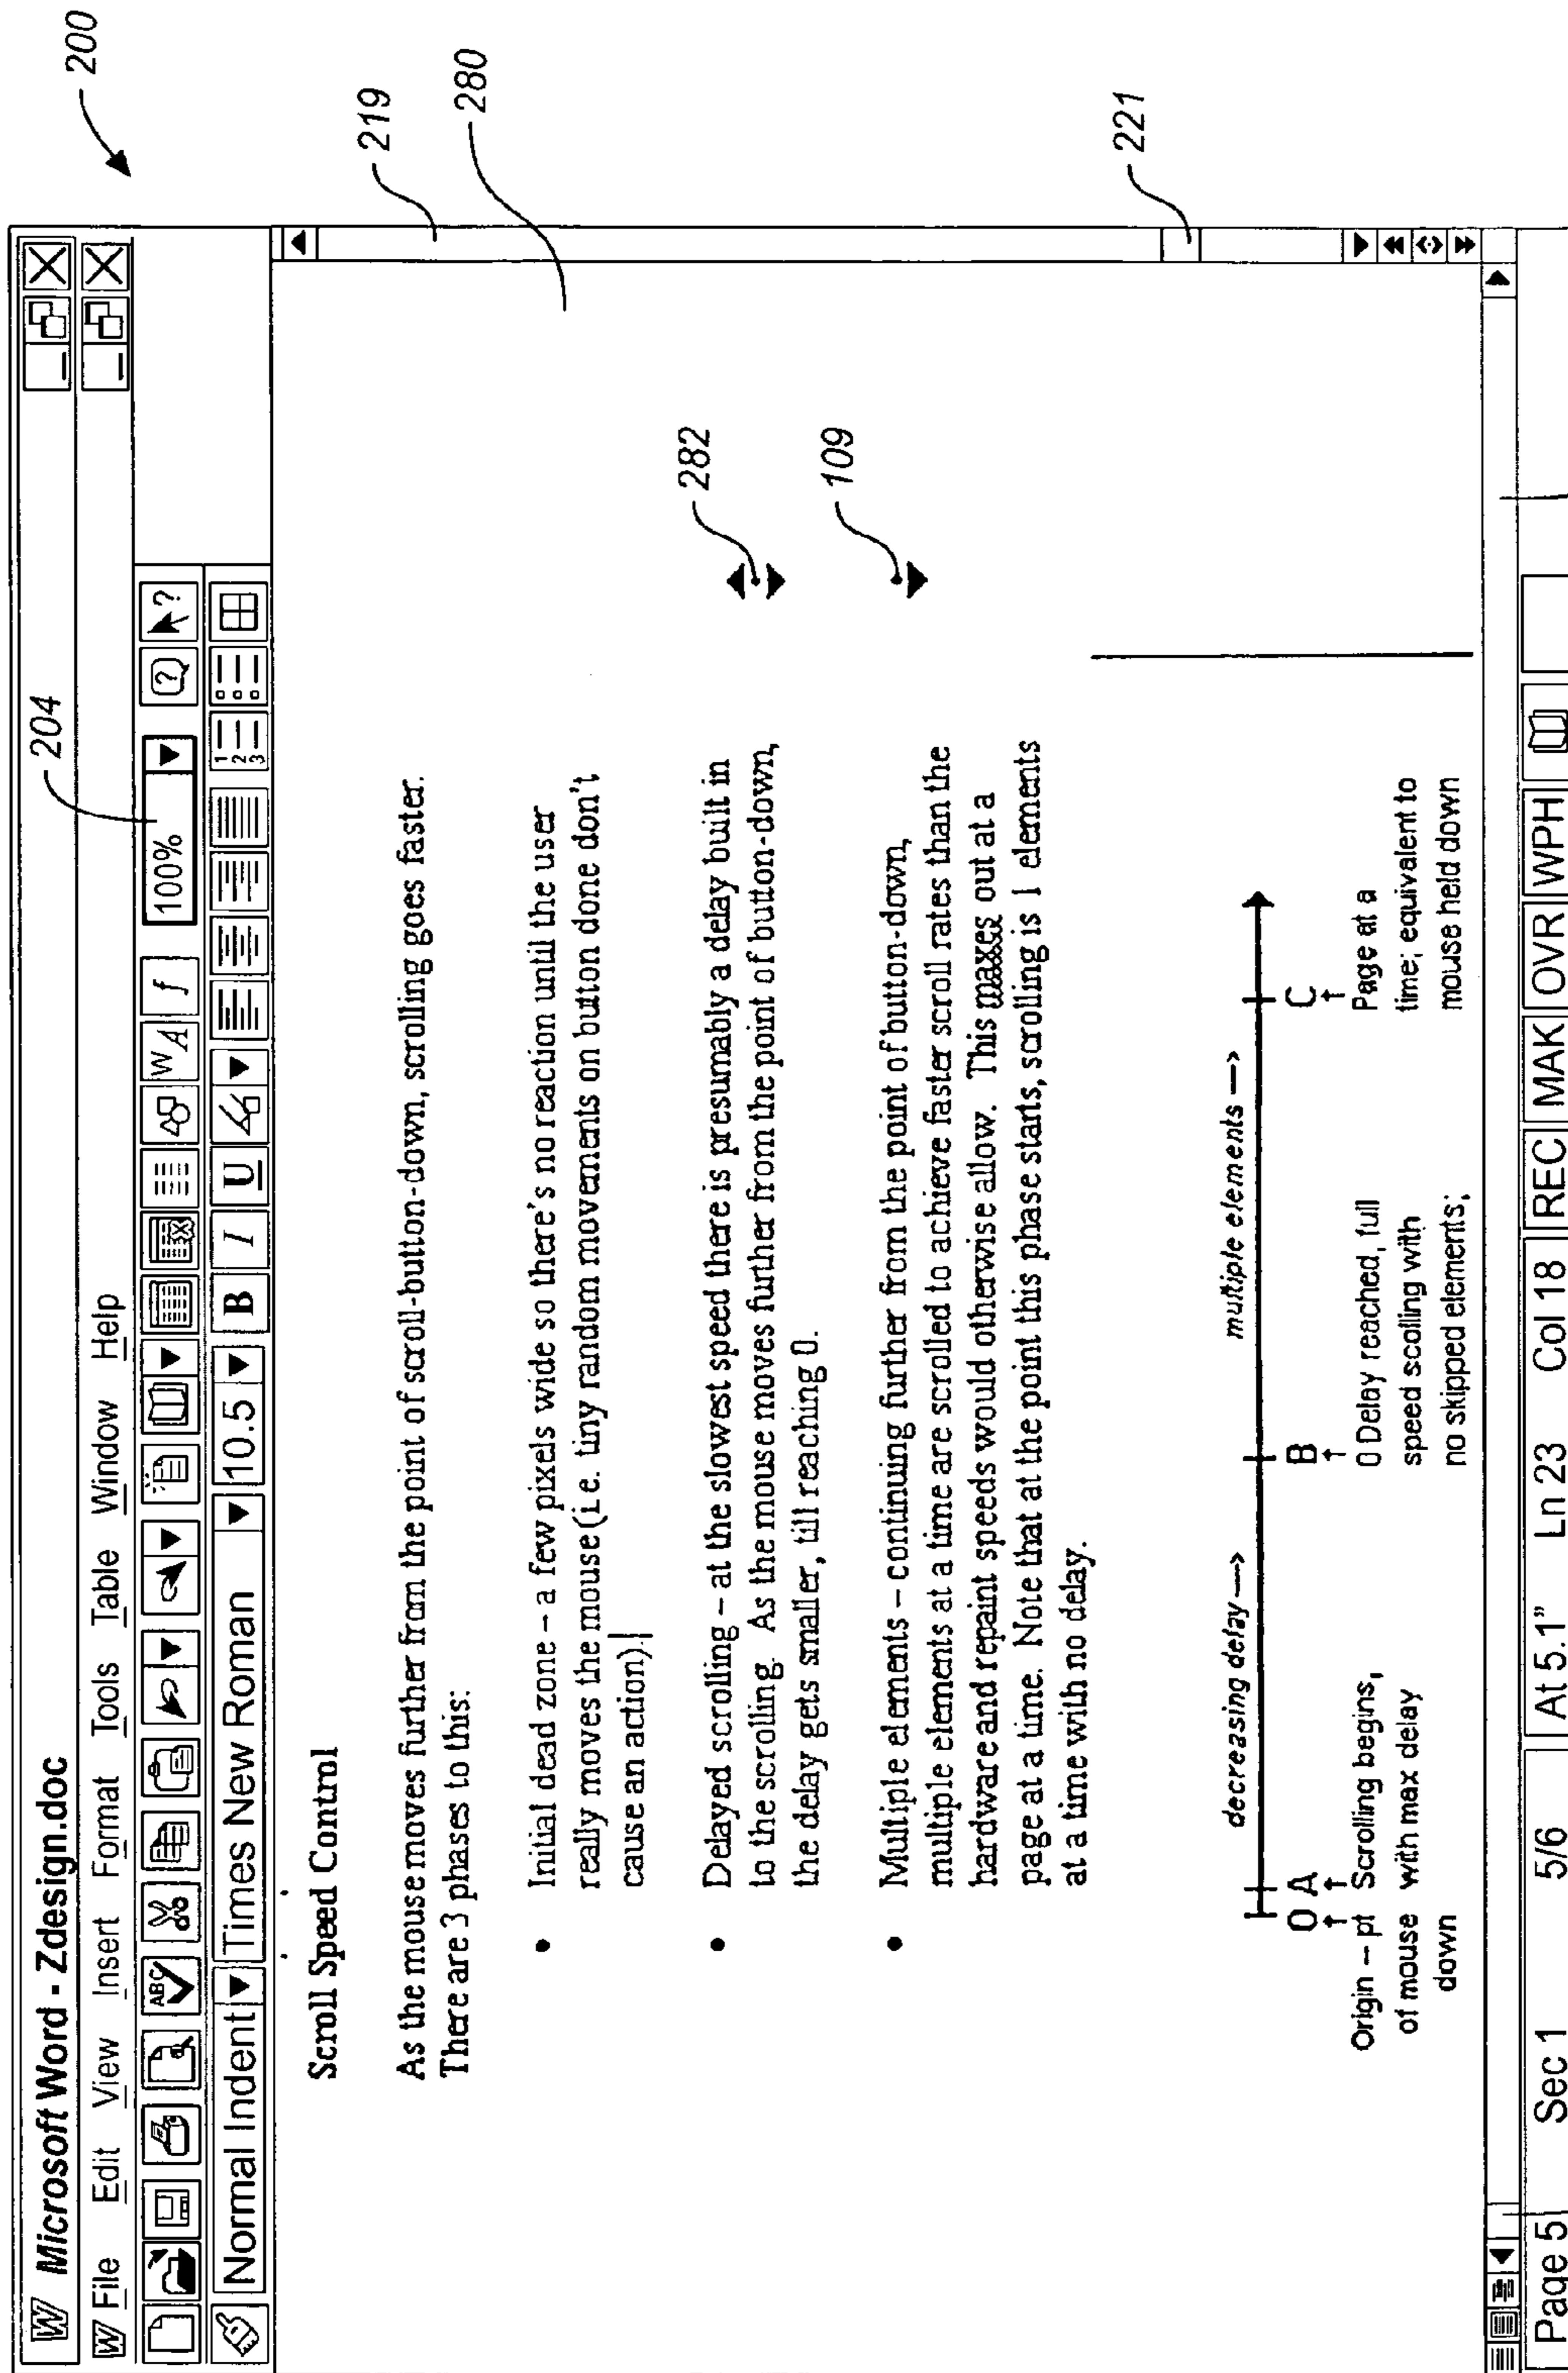 Microsoft Word - Zdesign.doc
File Edit View Insert Format Tools Table Window Help
204
200
ABC
W A f
100%
?
?
Normal Indent
Times New Roman
10.5
B I U
1 2 3
219
280
Scroll Speed Control
As the mouse moves further from the point of scroll-button-down, scrolling goes faster.
There are 3 phases to this:
• Initial dead zone – a few pixels wide so there's no reaction until the user
really moves the mouse (i.e. tiny random movements on button done don't
cause an action).
282
• Delayed scrolling – at the slowest speed there is presumably a delay built in
to the scrolling. As the mouse moves further from the point of button-down,
the delay gets smaller, till reaching 0.
109
• Multiple elements – continuing further from the point of button-down,
multiple elements at a time are scrolled to achieve faster scroll rates than the
hardware and repaint speeds would otherwise allow. This maxes out at a
page at a time. Note that at the point this phase starts, scrolling is 1 elements
at a time with no delay.
221
decreasing delay --> multiple elements -->
O A B C
Origin -- pt
of mouse
down
Scrolling begins,
with max delay
0 Delay reached, full
speed scolling with
no skipped elements;
Page at a
time; equivalent to
mouse held down
Page 5 Sec 1 5/6 At 5.1" Ln 23 Col 18 REC MAK OVR WPH